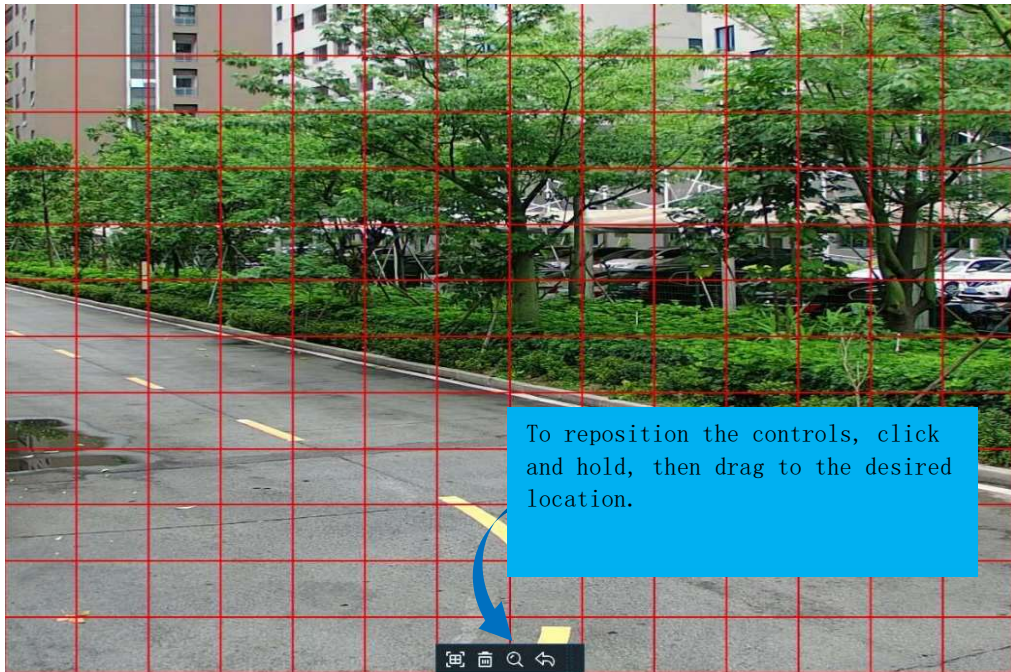 To reposition the controls, click
and hold, then drag to the desired
location.